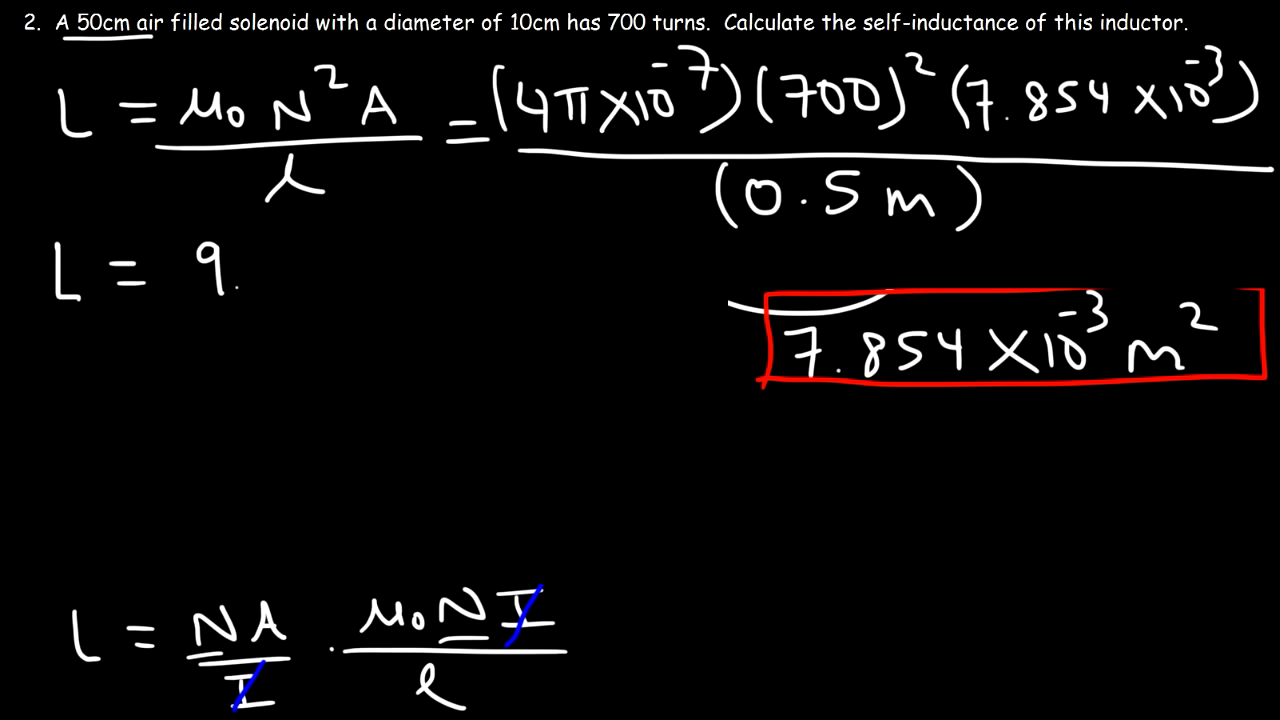 2. A 50cm air filled solenoid with a diameter of 10cm has 700 turns. Calculate the self-inductance of this inductor.
L = μ₀ N² A / l = (4π×10⁻⁷)(700)²(7.854 ×10⁻³) / (0.5 m)
L = 9.
7.854 ×10⁻³ m²
L = NA / I · μ₀ N I / l